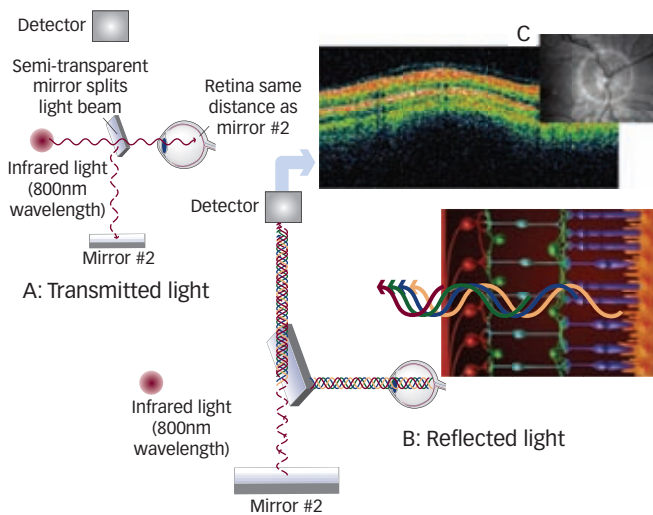 Detector
Semi-transparent
mirror splits
light beam
Retina same
distance as
mirror #2
Infrared light
(800nm
wavelength)
Mirror #2
A: Transmitted light
C
Detector
Infrared light
(800nm
wavelength)
B: Reflected light
Mirror #2